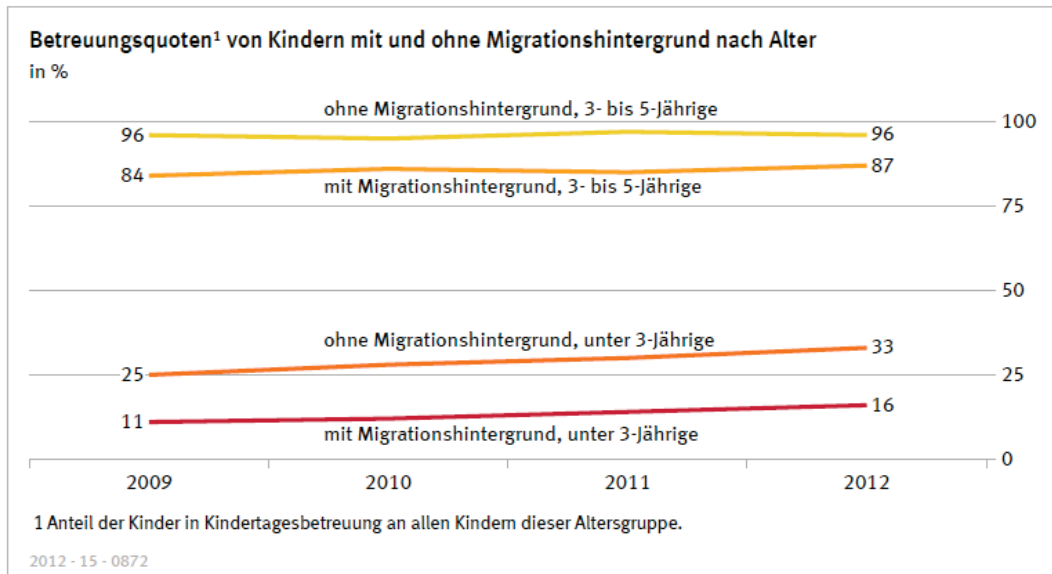 Betreuungsquoten¹ von Kindern mit und ohne Migrationshintergrund nach Alter
in %
ohne Migrationshintergrund, 3- bis 5-Jährige
100
96
96
84
87
mit Migrationshintergrund, 3- bis 5-Jährige
75
50
ohne Migrationshintergrund, unter 3-Jährige
33
25
25
11
16
mit Migrationshintergrund, unter 3-Jährige
0
2009 2010 2011 2012
1 Anteil der Kinder in Kindertagesbetreuung an allen Kindern dieser Altersgruppe.
2012 - 15 - 0872